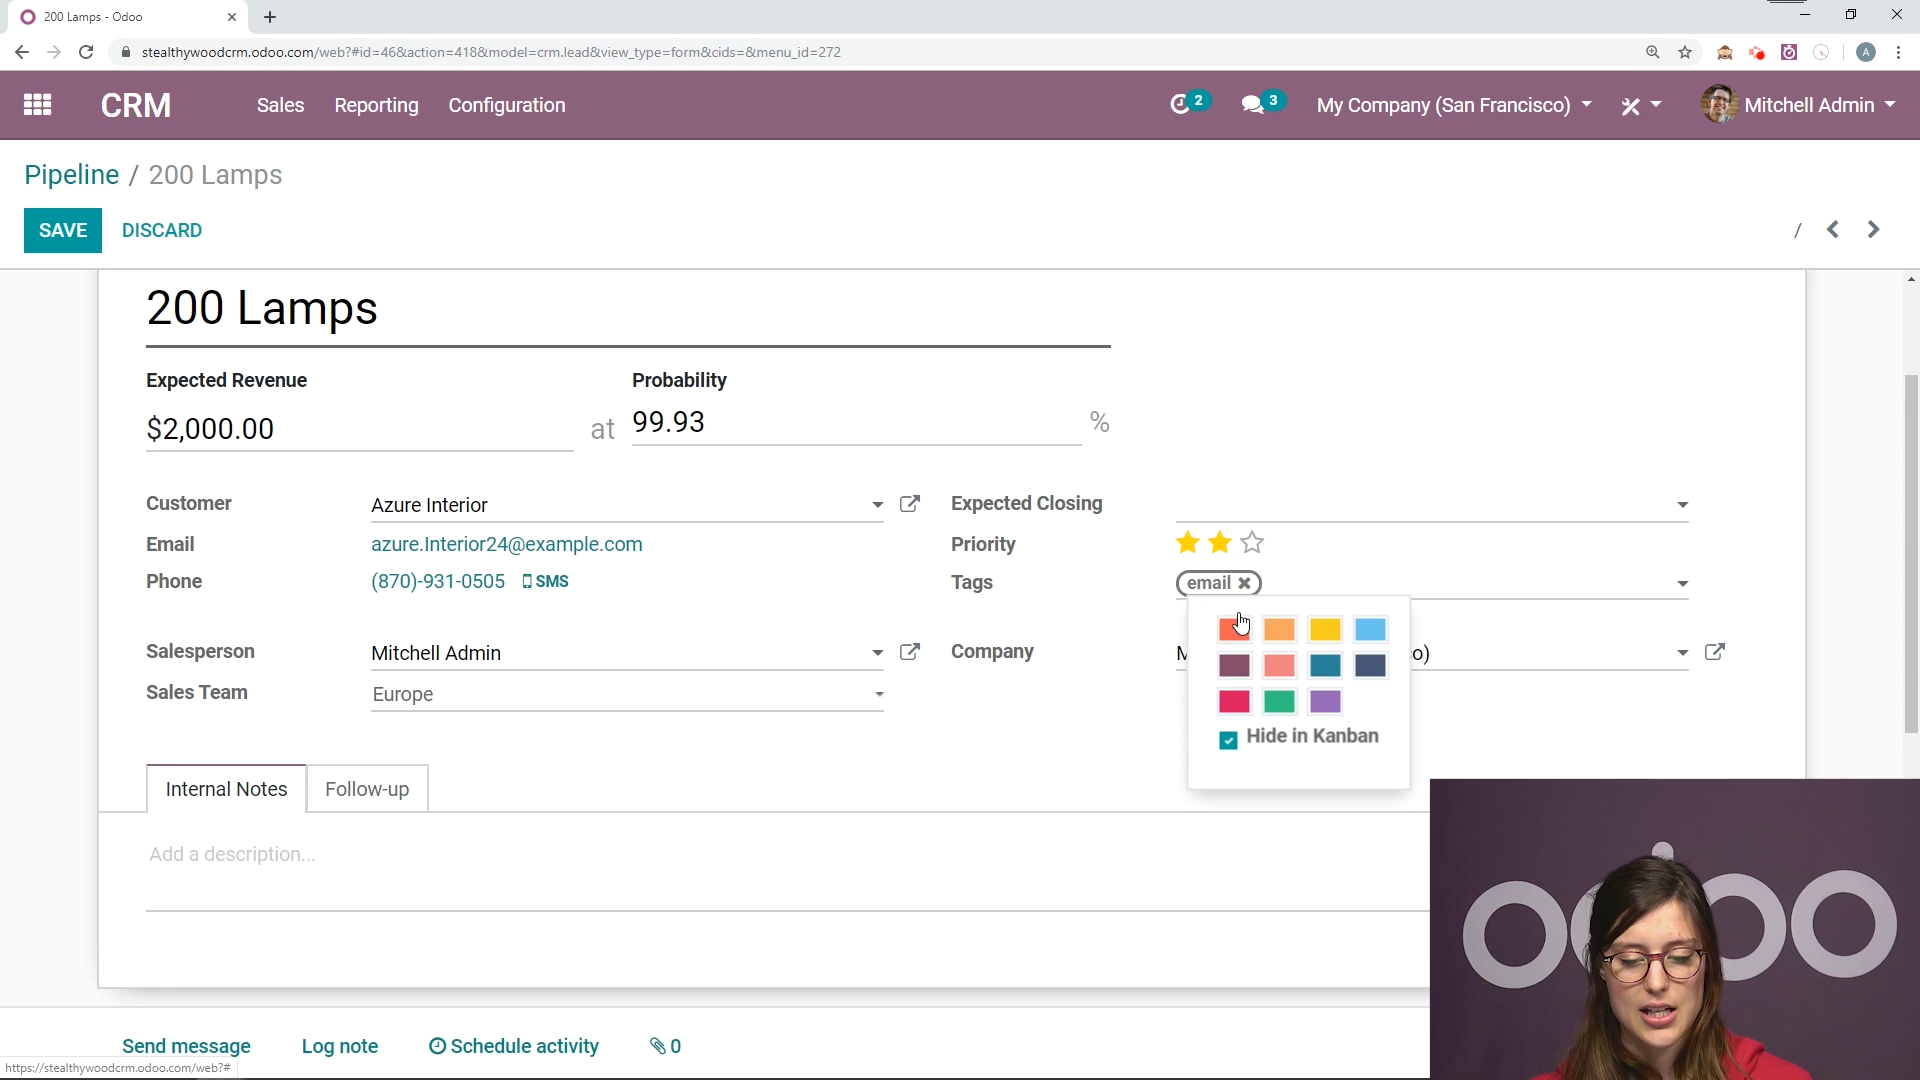 200 Lamps - Odoo
stealthywoodcrm.odoo.com/web?#id=46&action=418&model=crm.lead&view_type=form&cids=&menu_id=272
A
CRM Sales Reporting Configuration 2 3 My Company (San Francisco) Mitchell Admin
Pipeline / 200 Lamps
SAVE DISCARD /
200 Lamps
Expected Revenue Probability
$2,000.00 at 99.93 %
Customer Azure Interior Expected Closing
Email azure.Interior24@example.com Priority
Phone (870)-931-0505 SMS Tags email
Salesperson Mitchell Admin Company M o)
Sales Team Europe
Hide in Kanban
Internal Notes Follow-up
Add a description...
odoo
Send message Log note Schedule activity 0
https://stealthywoodcrm.odoo.com/web?#